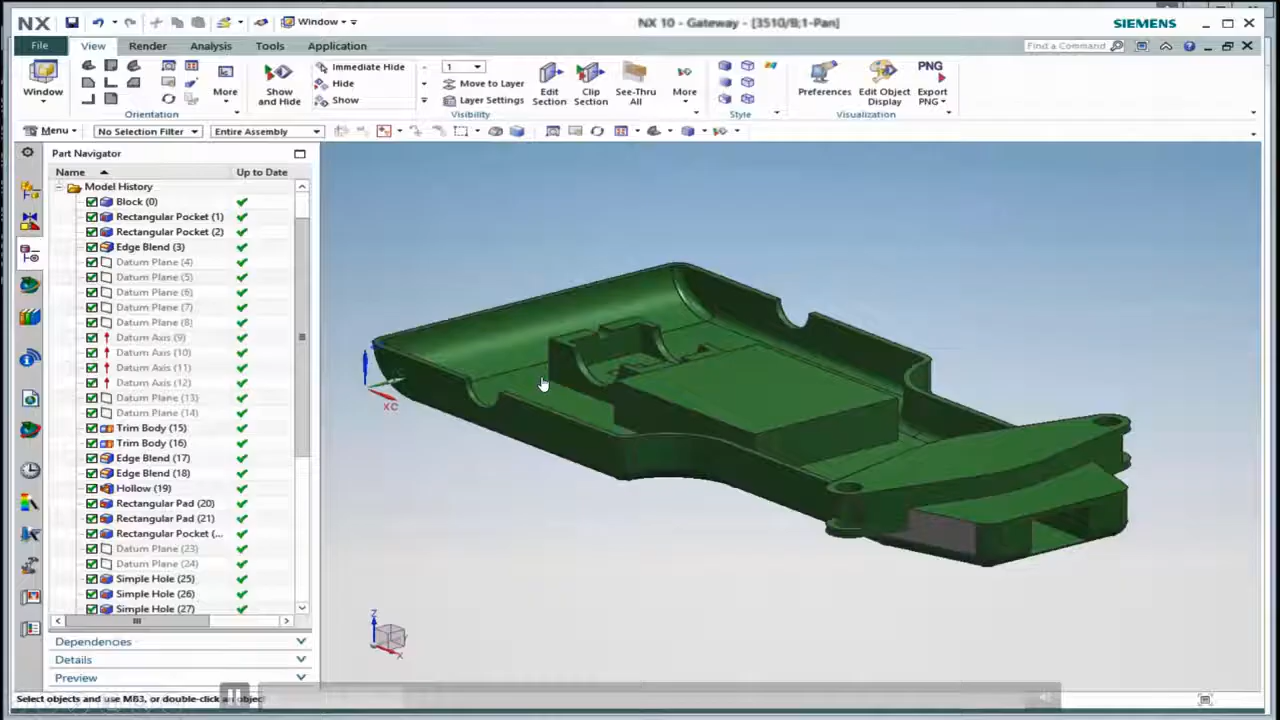 NX Window NX 10 - Gateway - [3510/B;1-Pan] SIEMENS
File View Render Analysis Tools Application Find a Command
Window More Show and Hide Immediate Hide Hide Show 1 Move to Layer Layer Settings Edit Section Clip Section See-Thru All More Preferences Edit Object Display PNG Export PNG
Orientation Visibility Style Visualization
Menu No Selection Filter Entire Assembly
Part Navigator
Name Up to Date
Model History
Block (0)
Rectangular Pocket (1)
Rectangular Pocket (2)
Edge Blend (3)
Datum Plane (4)
Datum Plane (5)
Datum Plane (6)
Datum Plane (7)
Datum Plane (8)
Datum Axis (9)
Datum Axis (10)
Datum Axis (11)
Datum Axis (12)
Datum Plane (13)
Datum Plane (14)
Trim Body (15)
Trim Body (16)
Edge Blend (17)
Edge Blend (18)
Hollow (19)
Rectangular Pad (20)
Rectangular Pad (21)
Rectangular Pocket (...
Datum Plane (23)
Datum Plane (24)
Simple Hole (25)
Simple Hole (26)
Simple Hole (27)
Dependencies
Details
Preview
XC
Z
X
Select objects and use MB3, or double-click an object